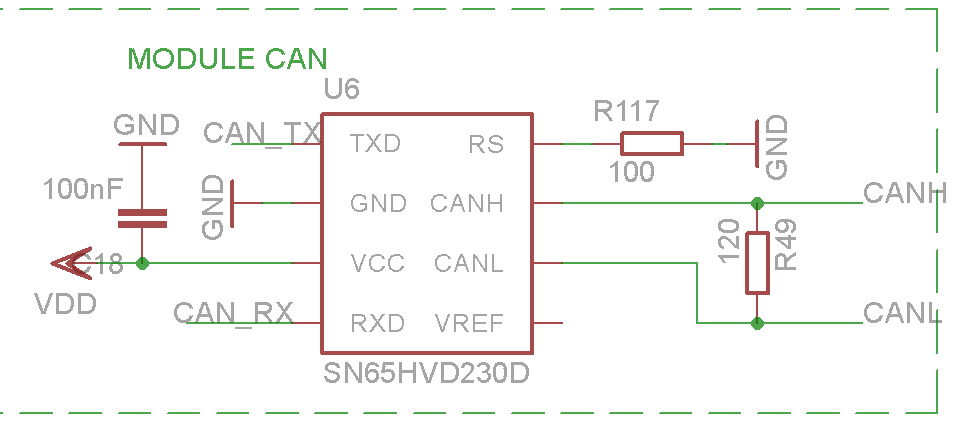 MODULE CAN
U6
GND
CAN_TX
TXD
RS
R117
100
GND
100nF
GND
GND
CANH
CANH
C18
VCC
CANL
120
R49
VDD
CAN_RX
RXD
VREF
CANL
SN65HVD230D